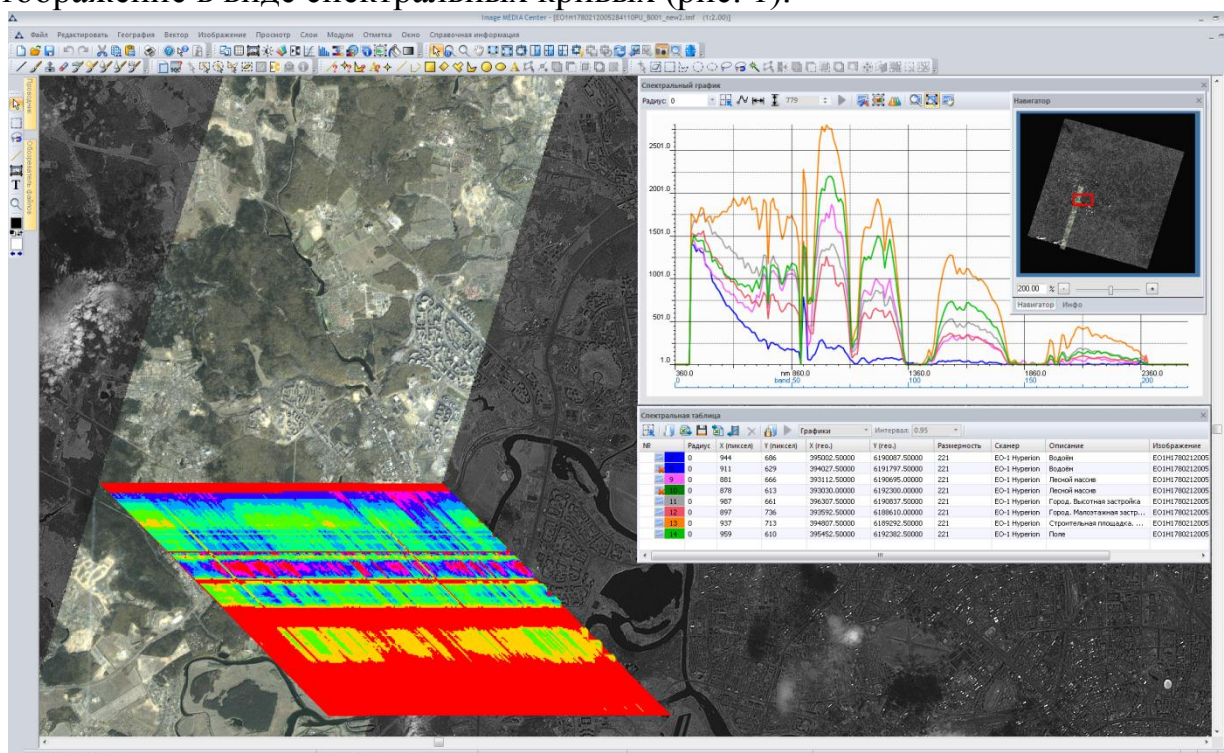 тображение в виде спектральных кривых (рис. 1).
Image MEDIA Center - [EO1H1780212005284110PU_B001_new2.imf (1:2.00)]
Файл Редактировать География Вектор Изображение Просмотр Слои Модули Отметка Окно Справочная информация
Обозреватель файлов
T
Спектральный график
Радиус: 0
779
Навигатор
2501.0
2001.0
1501.0
1001.0
501.0
1.0
360.0 nm 860.0 1360.0 1860.0 2360.0
0 band 50 100 150 200
200.00 %
Навигатор Инфо
Спектральная таблица
Графики Интервал: 0.95
№ Радиус X (пиксел) Y (пиксел) X (гео.) Y (гео.) Размерность Сканер Описание Изображение
0 944 686 395002.50000 6190087.50000 221 EO-1 Hyperion Водоём EO1H1780212005
0 911 629 394027.50000 6191797.50000 221 EO-1 Hyperion Водоём EO1H1780212005
9 0 881 666 393112.50000 6190695.00000 221 EO-1 Hyperion Лесной массив EO1H1780212005
10 0 878 613 393030.00000 6192300.00000 221 EO-1 Hyperion Лесной массив EO1H1780212005
11 0 987 661 396307.50000 6190837.50000 221 EO-1 Hyperion Город. Высотная застройка EO1H1780212005
12 0 897 736 393592.50000 6188610.00000 221 EO-1 Hyperion Город. Малоэтажная застр... EO1H1780212005
13 0 937 713 394807.50000 6189292.50000 221 EO-1 Hyperion Строительная площадка. ... EO1H1780212005
14 0 959 610 395452.50000 6192382.50000 221 EO-1 Hyperion Поле EO1H1780212005